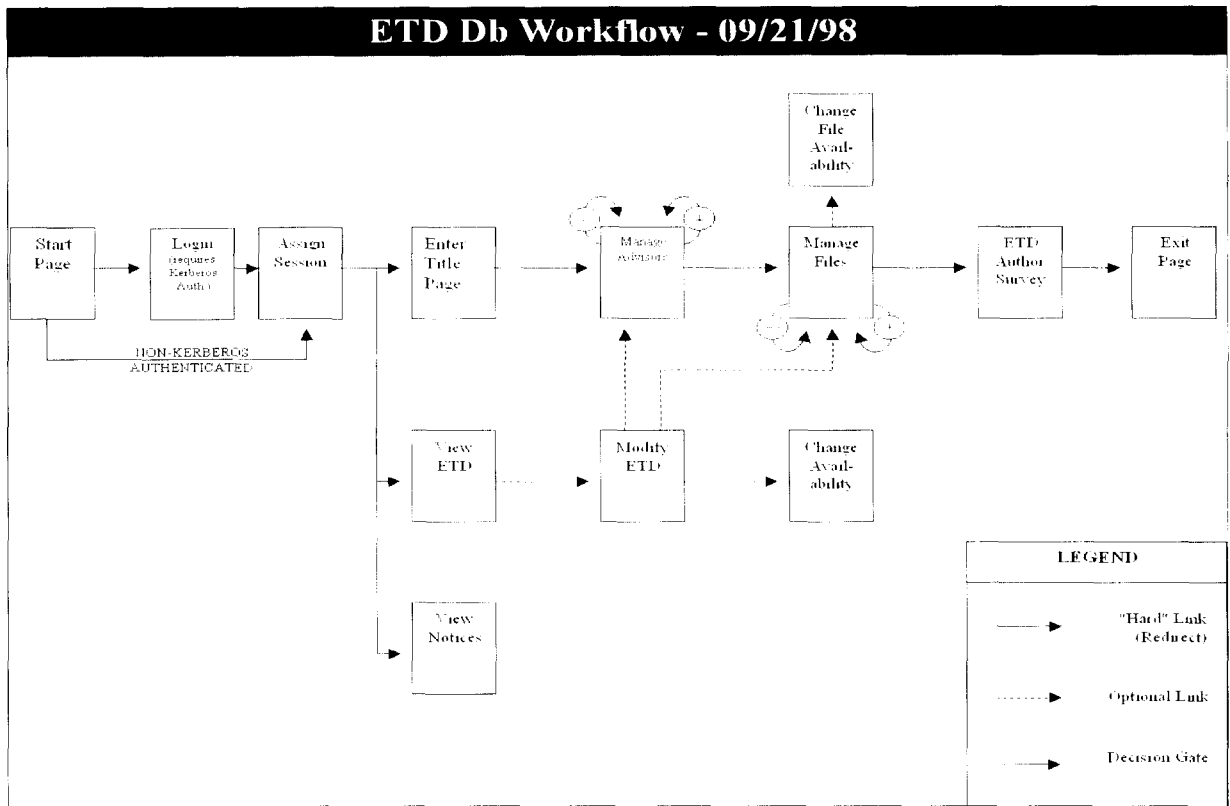 ETD Db Workflow - 09/21/98
Change
File
Avail-
ability
Start
Page
Login
(requires
Kerberos
Auth.)
Assign
Session
Enter
Title
Page
Manage
Advisors
Manage
Files
ETD
Author
Survey
Exit
Page
NON-KERBEROS
AUTHENTICATED
View
ETD
Modify
ETD
Change
Avail-
ability
View
Notices
LEGEND
"Hard" Link
(Redirect)
Optional Link
Decision Gate